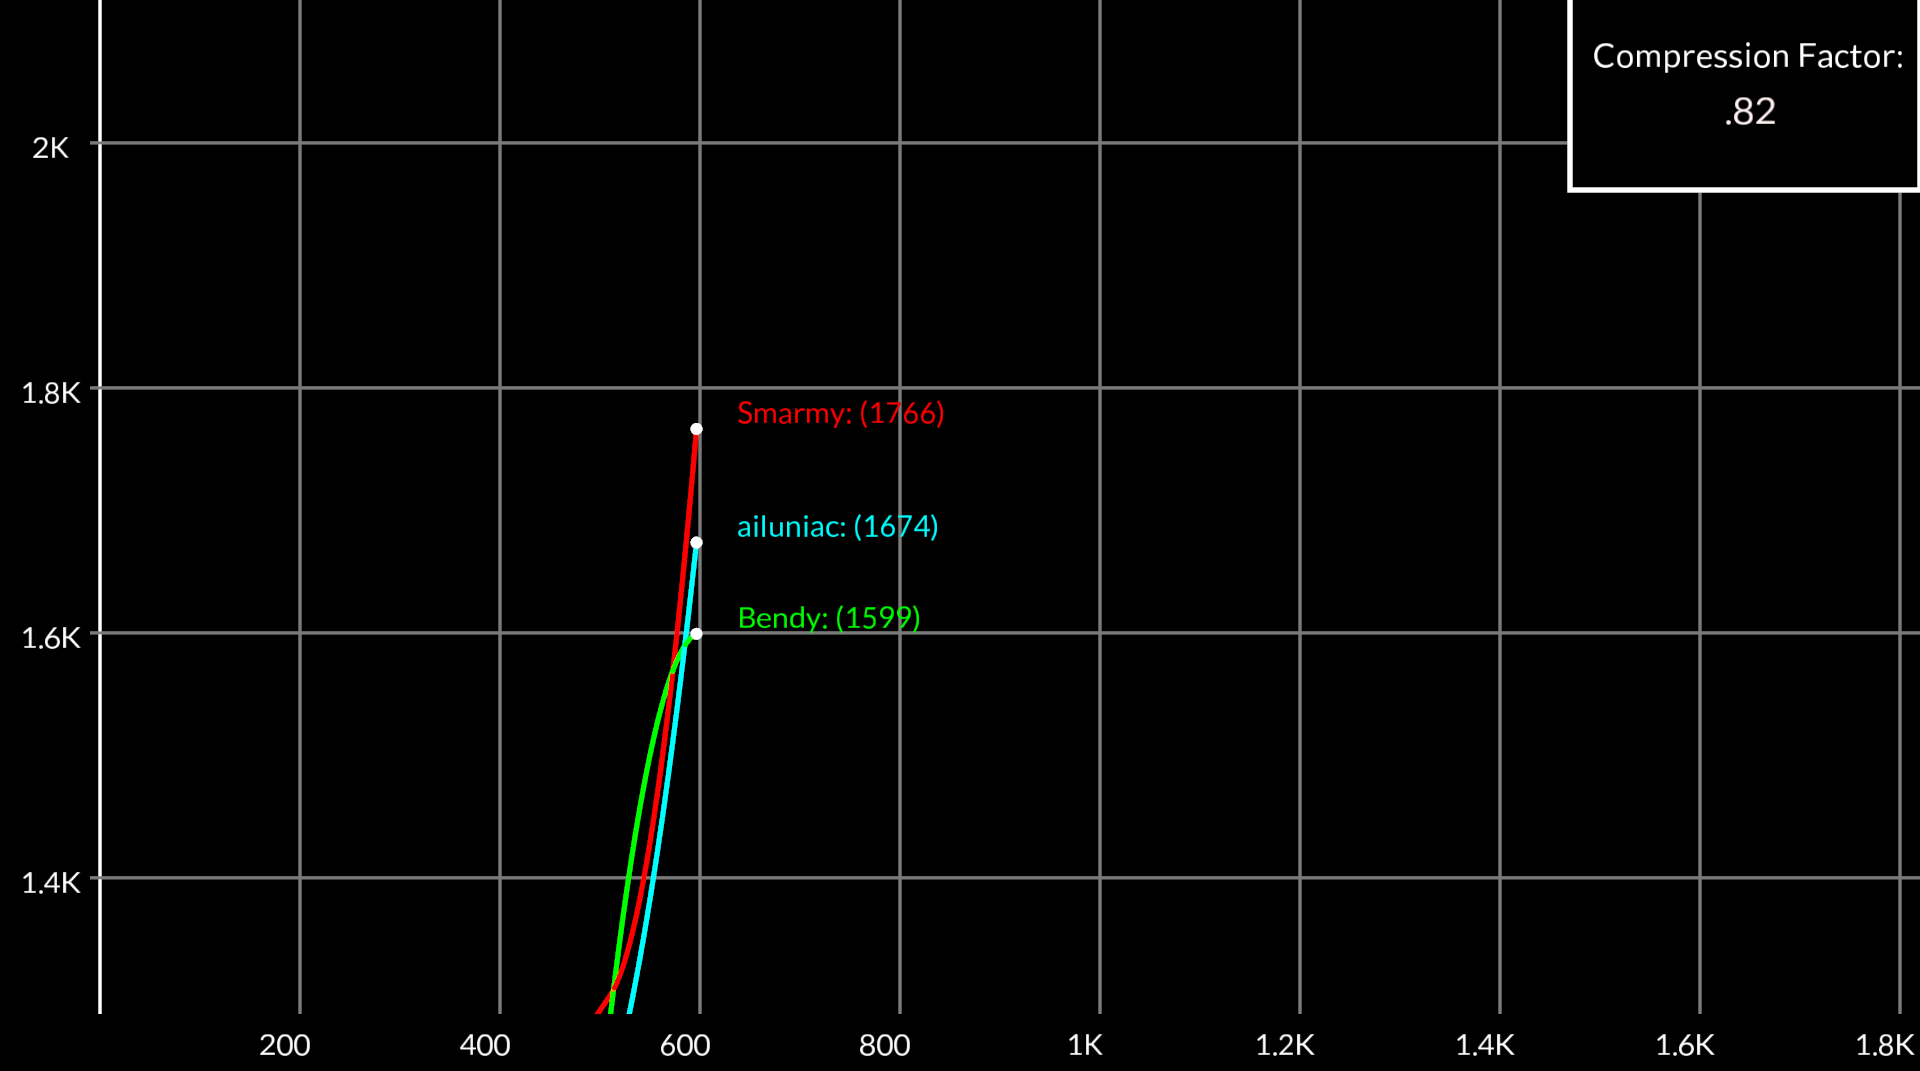 Compression Factor:
.82
2K
1.8K
Smarmy: (1766)
ailuniac: (1674)
Bendy: (1599)
1.6K
1.4K
200 400 600 800 1K 1.2K 1.4K 1.6K 1.8K